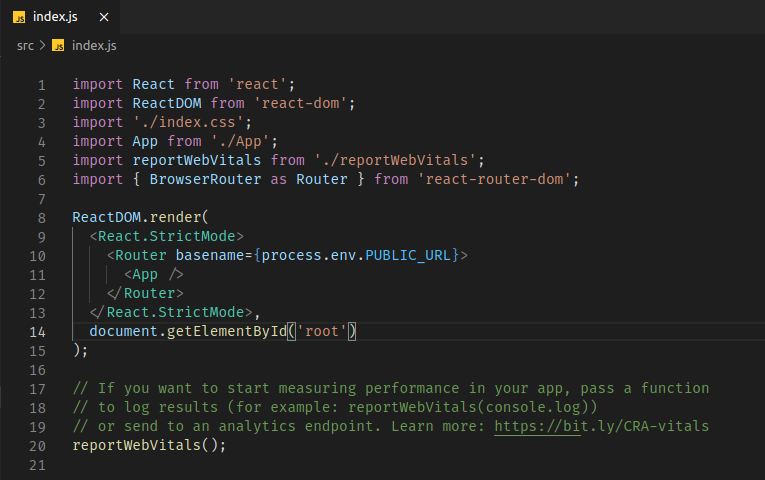 JS index.js ×
src > JS index.js
1 import React from 'react';
2 import ReactDOM from 'react-dom';
3 import './index.css';
4 import App from './App';
5 import reportWebVitals from './reportWebVitals';
6 import { BrowserRouter as Router } from 'react-router-dom';
7
8 ReactDOM.render(
9   <React.StrictMode>
10     <Router basename={process.env.PUBLIC_URL}>
11       <App />
12     </Router>
13   </React.StrictMode>,
14   document.getElementById('root')
15 );
16
17 // If you want to start measuring performance in your app, pass a function
18 // to log results (for example: reportWebVitals(console.log))
19 // or send to an analytics endpoint. Learn more: https://bit.ly/CRA-vitals
20 reportWebVitals();
21